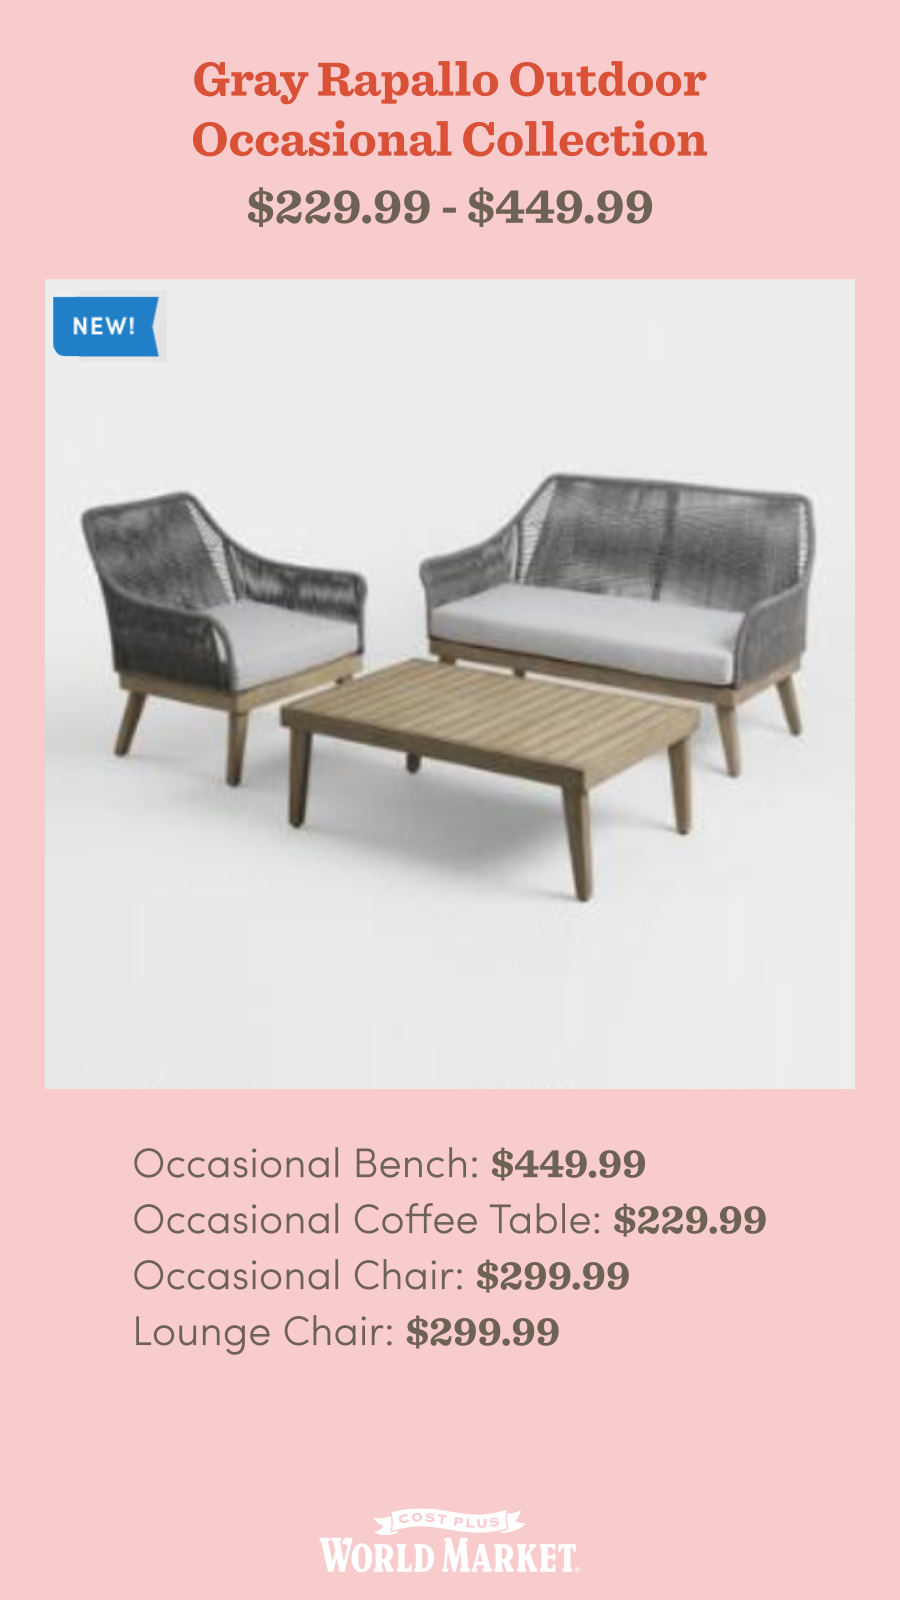 Gray Rapallo Outdoor
Occasional Collection
$229.99 - $449.99
NEW!
Occasional Bench: $449.99
Occasional Coffee Table: $229.99
Occasional Chair: $299.99
Lounge Chair: $299.99
COST PLUS
WORLD MARKET®